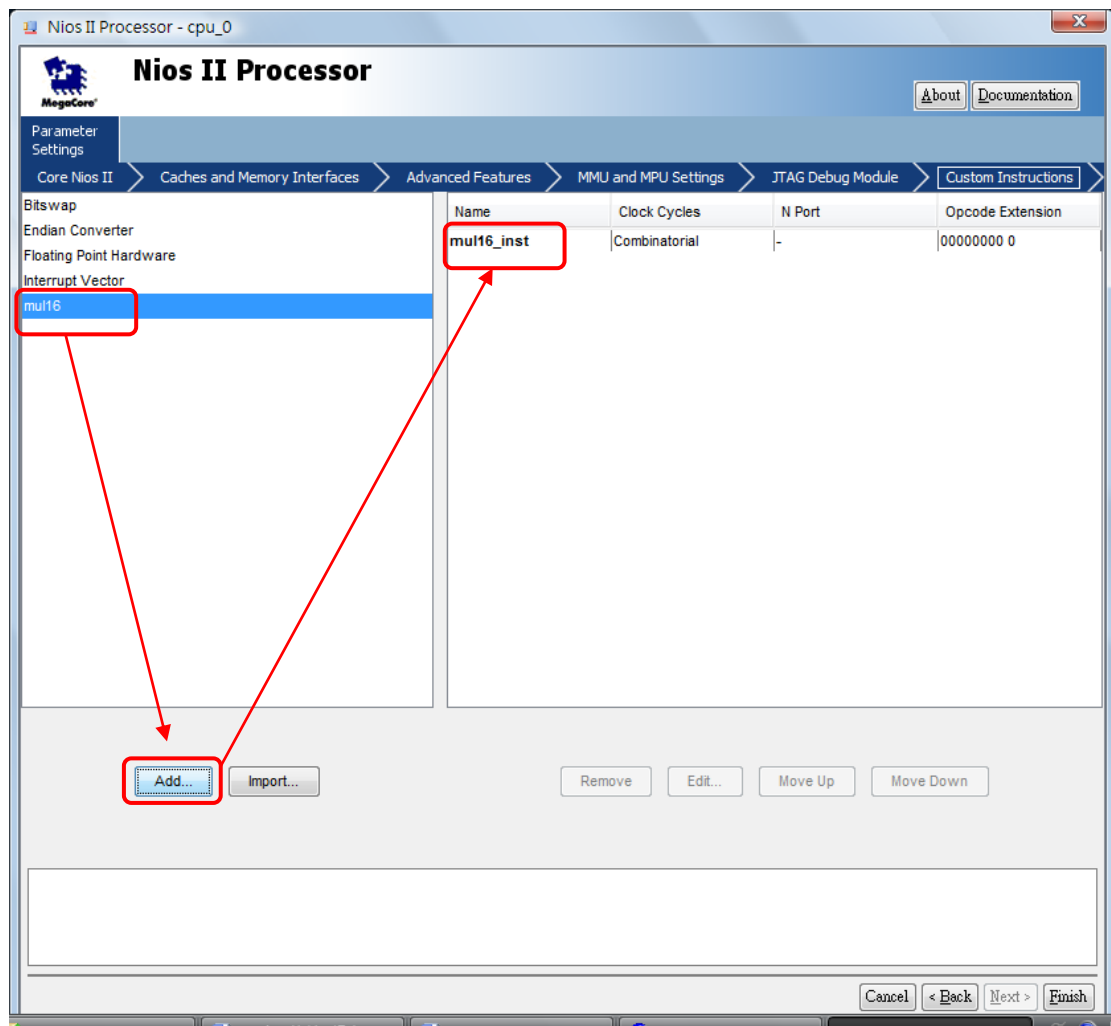 Nios II Processor - cpu_0
Nios II Processor
MegaCore®
About Documentation
Parameter
Settings
Core Nios II Caches and Memory Interfaces Advanced Features MMU and MPU Settings JTAG Debug Module Custom Instructions
Bitswap
Endian Converter
Floating Point Hardware
Interrupt Vector
mul16
Name Clock Cycles N Port Opcode Extension
mul16_inst Combinatorial - 00000000 0
Add... Import... Remove Edit... Move Up Move Down
Cancel < Back Next > Finish